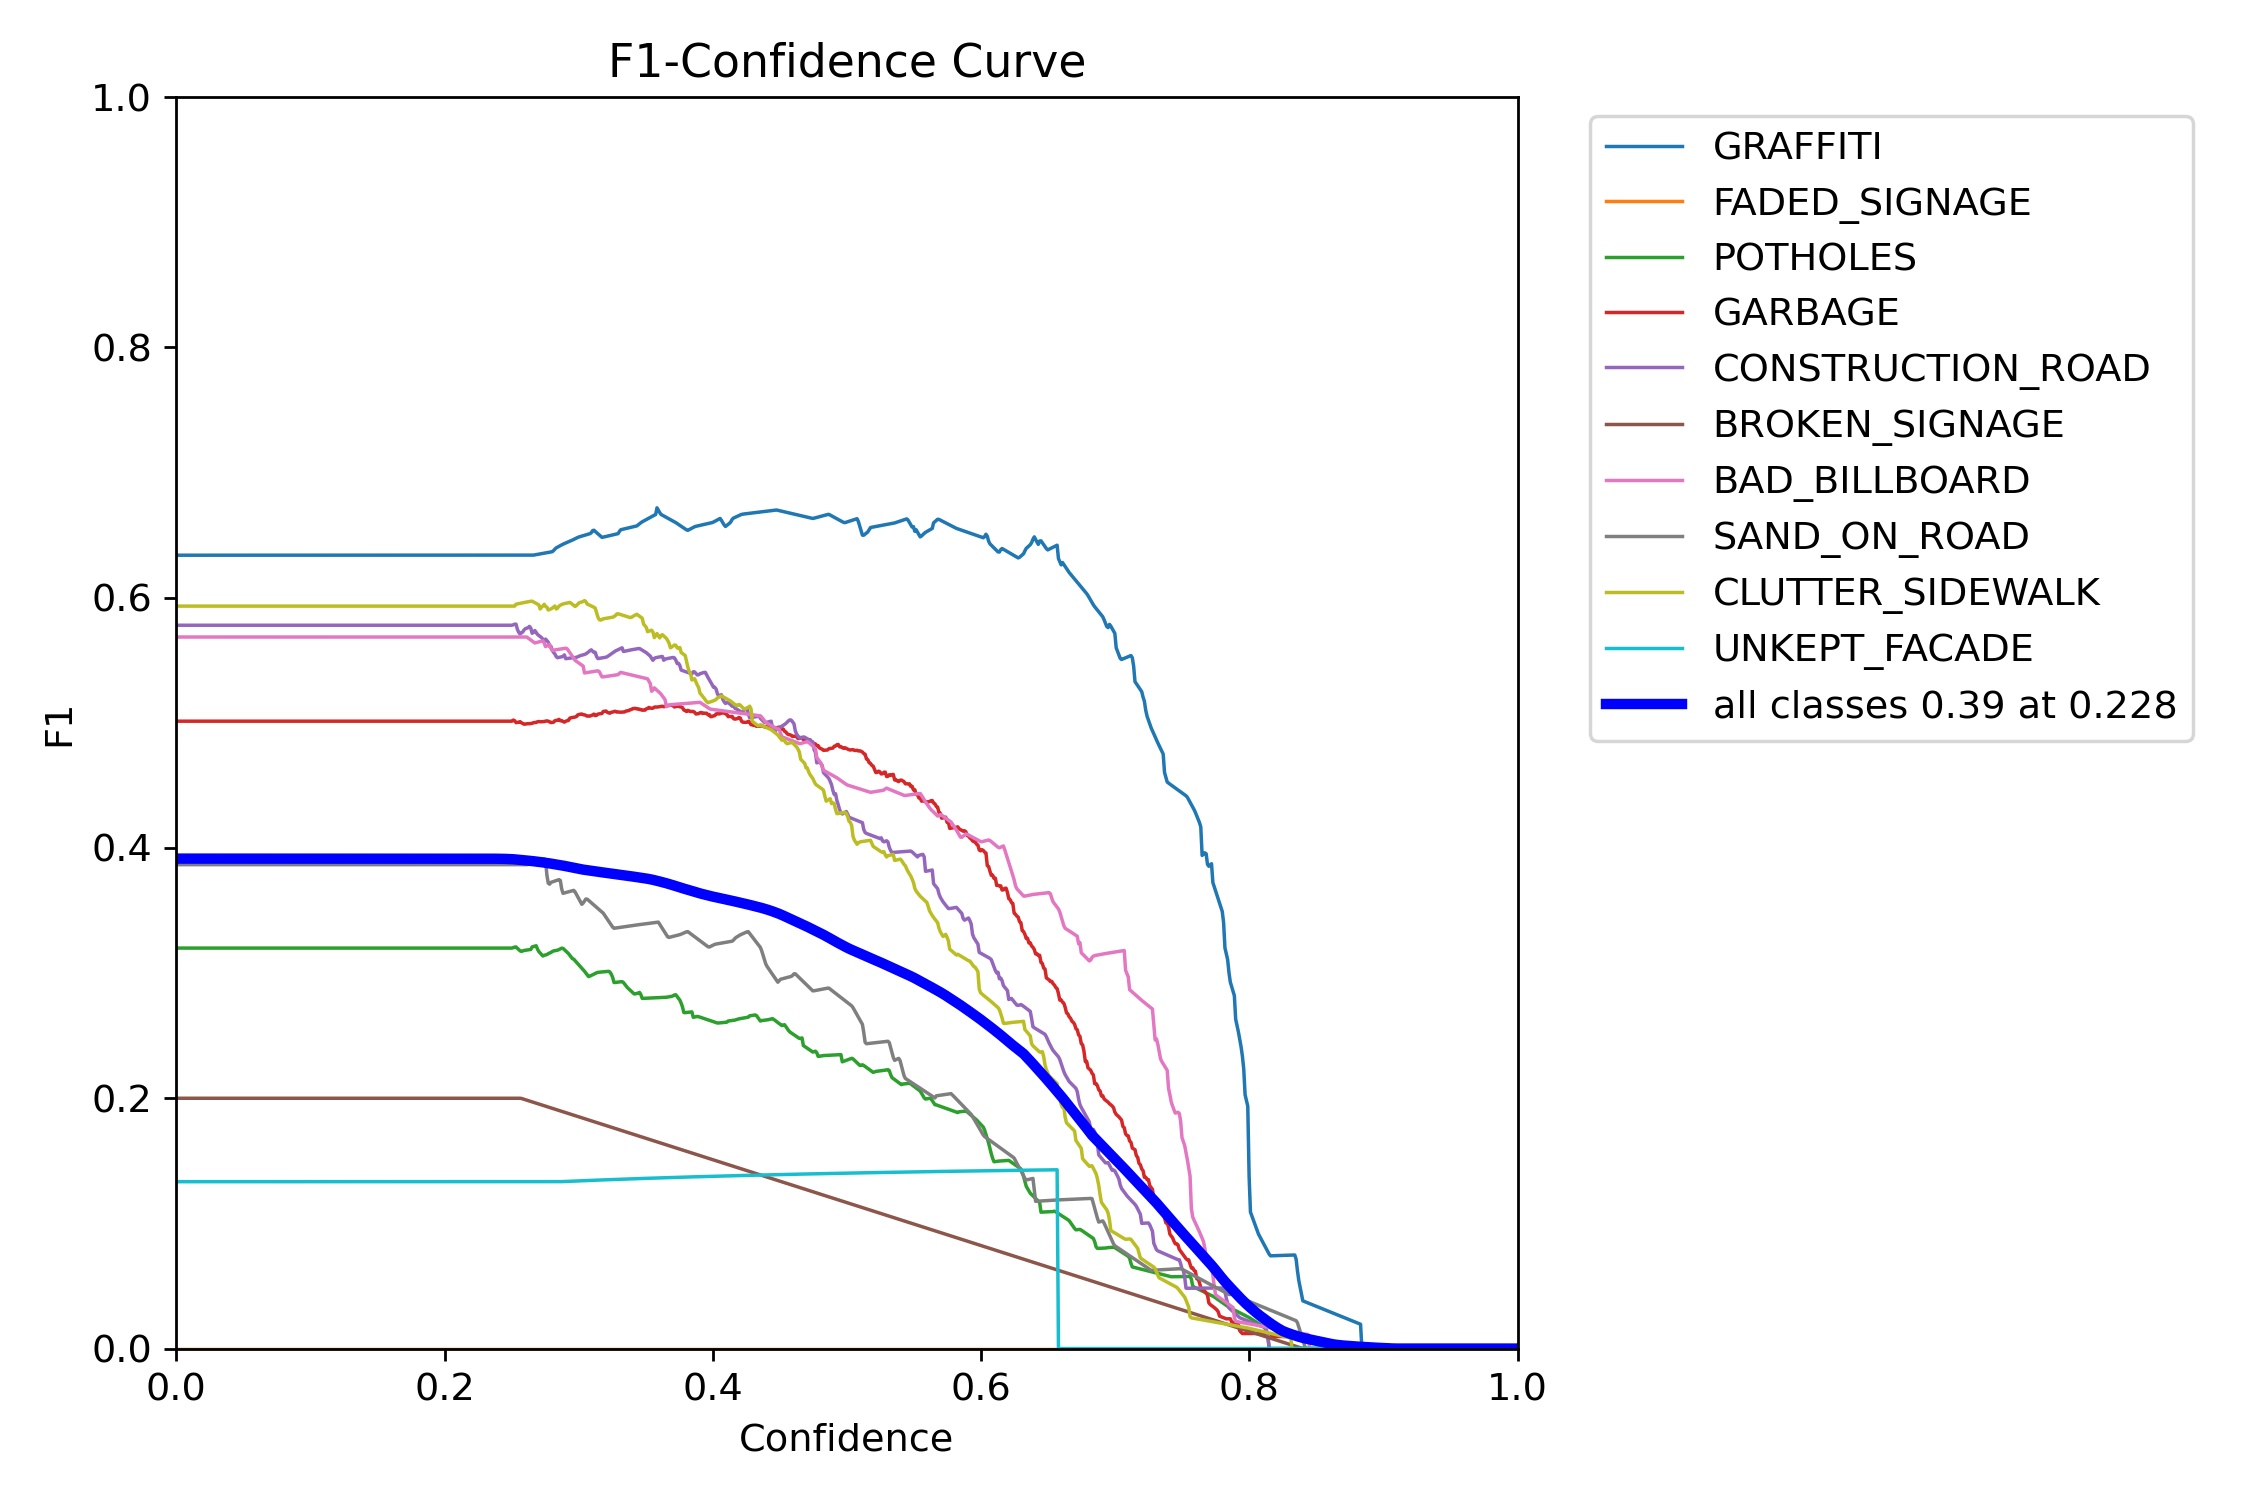 F1-Confidence Curve
1.0
0.8
0.6
0.4
0.2
0.0
F1
0.0 0.2 0.4 0.6 0.8 1.0
Confidence
GRAFFITI
FADED_SIGNAGE
POTHOLES
GARBAGE
CONSTRUCTION_ROAD
BROKEN_SIGNAGE
BAD_BILLBOARD
SAND_ON_ROAD
CLUTTER_SIDEWALK
UNKEPT_FACADE
all classes 0.39 at 0.228